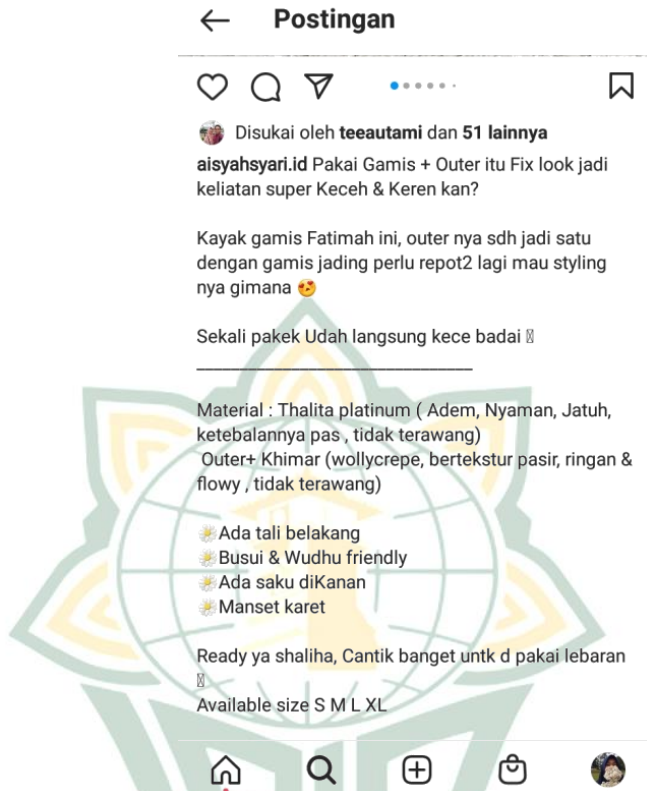 Postingan
Disukai oleh teeautami dan 51 lainnya
aisyahsyari.id Pakai Gamis + Outer itu Fix look jadi
keliatan super Keceh & Keren kan?
Kayak gamis Fatimah ini, outer nya sdh jadi satu
dengan gamis jading perlu repot2 lagi mau styling
nya gimana 😍
Sekali pakek Udah langsung kece badai
Material : Thalita platinum ( Adem, Nyaman, Jatuh,
ketebalannya pas , tidak terawang)
Outer+ Khimar (wollycrepe, bertekstur pasir, ringan &
flowy , tidak terawang)
🌼Ada tali belakang
🌼Busui & Wudhu friendly
🌼Ada saku diKanan
🌼Manset karet
Ready ya shaliha, Cantik banget untk d pakai lebaran
Available size S M L XL